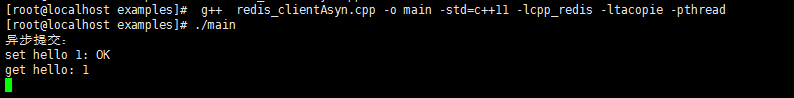 [root@localhost examples]#  g++  redis_clientAsyn.cpp -o main -std=c++11 -lcpp_redis -ltacopie -pthread
[root@localhost examples]# ./main
异步提交:
set hello 1: OK
get hello: 1